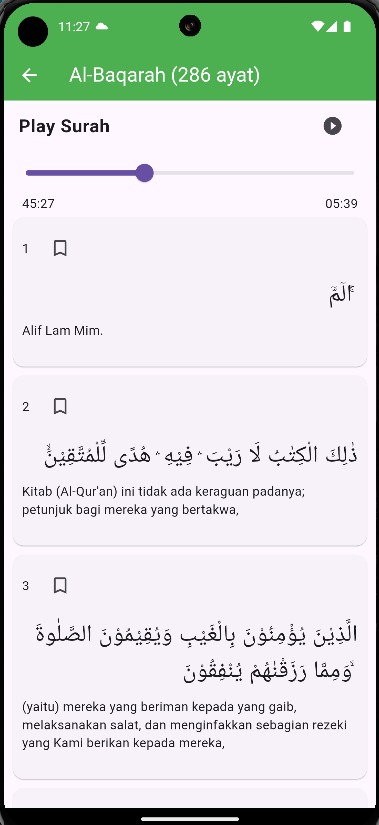 11:27
Al-Baqarah (286 ayat)
Play Surah
45:27
05:39
1
الۤمّۤ ۚ
Alif Lam Mim.
2
ذٰلِكَ الْكِتٰبُ لَا رَيْبَ ۛ فِيْهِ ۛ هُدًى لِّلْمُتَّقِيْنَۙ
Kitab (Al-Qur'an) ini tidak ada keraguan padanya;
petunjuk bagi mereka yang bertakwa,
3
الَّذِيْنَ يُؤْمِنُوْنَ بِالْغَيْبِ وَيُقِيْمُوْنَ الصَّلٰوةَ
وَمِمَّا رَزَقْنٰهُمْ يُنْفِقُوْنَ ۙ
(yaitu) mereka yang beriman kepada yang gaib,
melaksanakan salat, dan menginfakkan sebagian rezeki
yang Kami berikan kepada mereka,